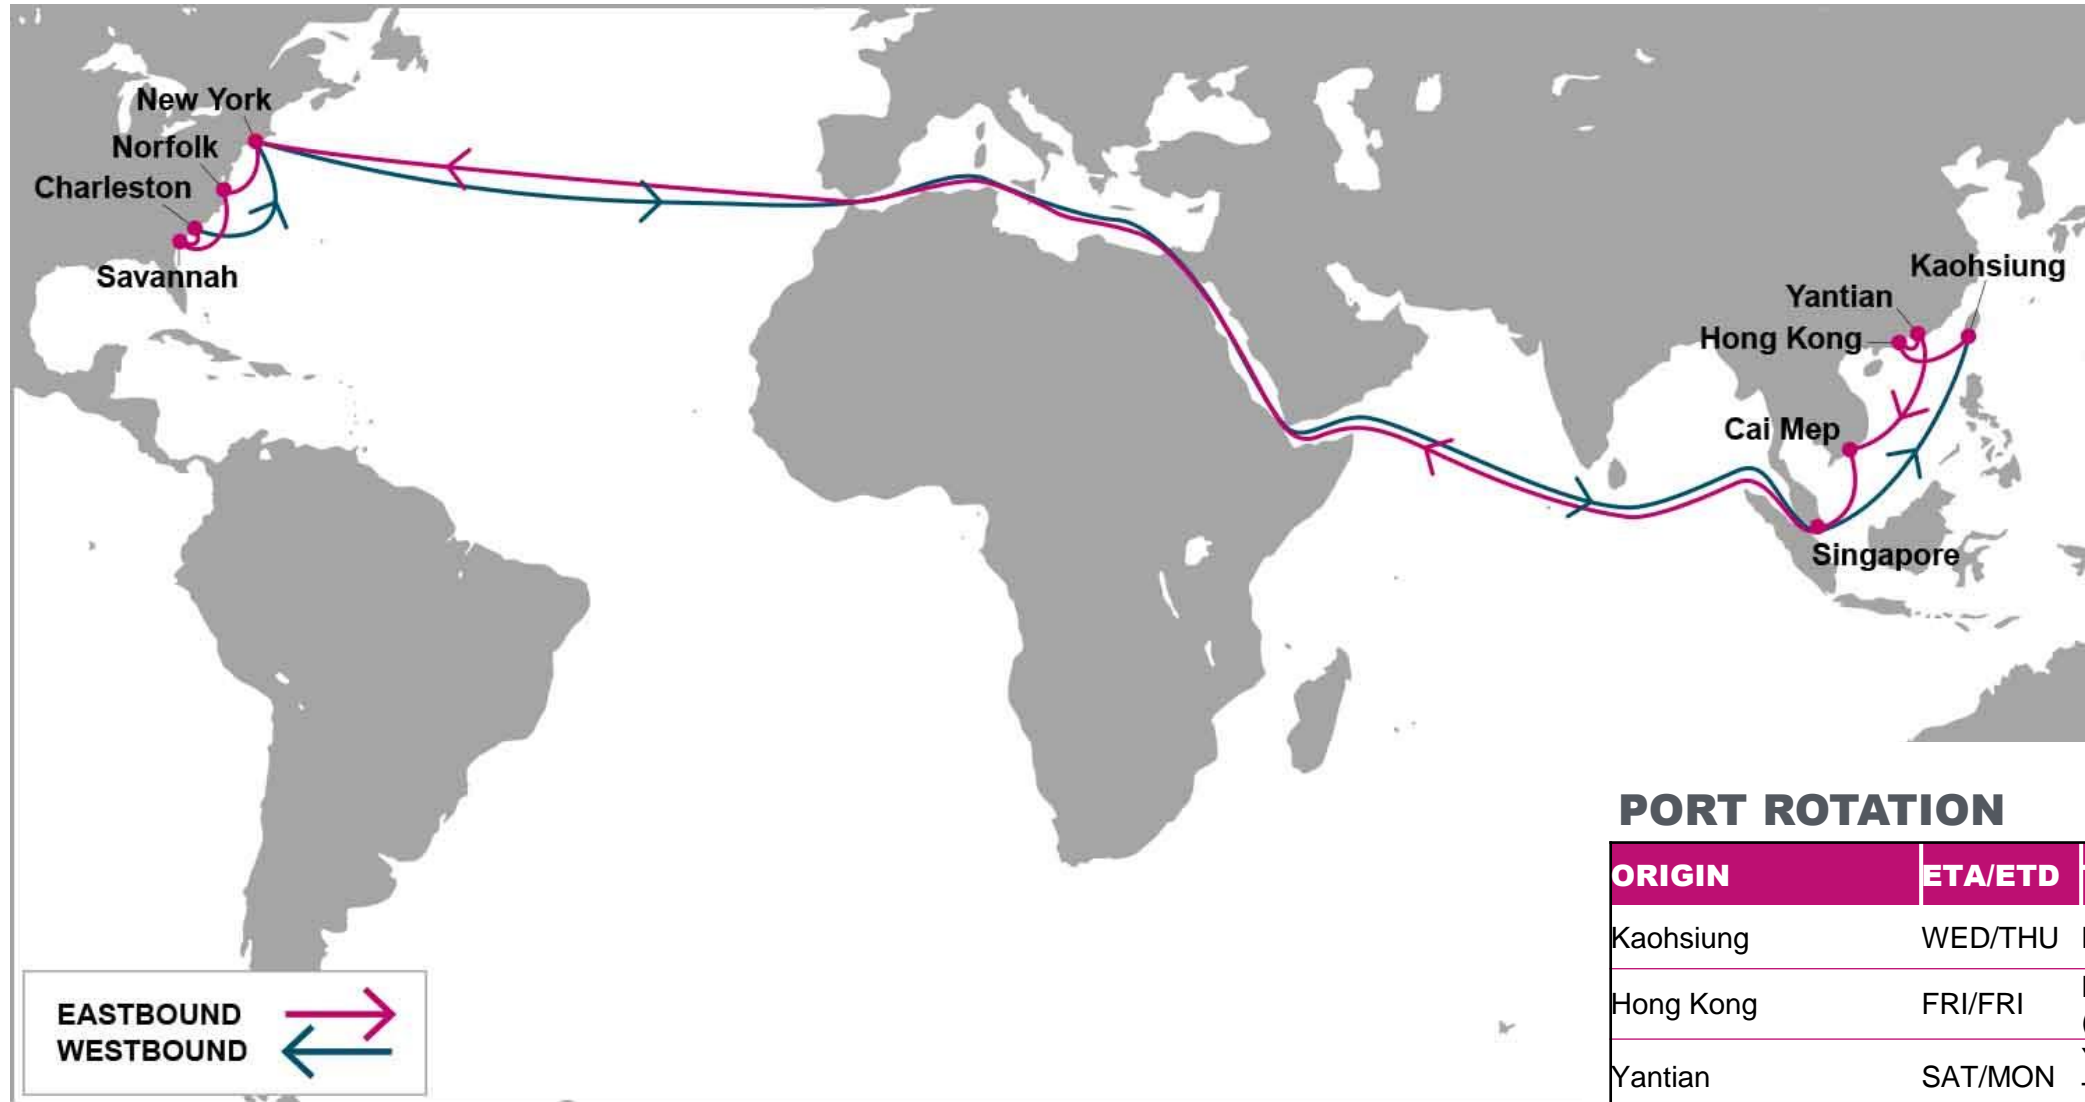 New York
Norfolk
Charleston
Savannah
Kaohsiung
Yantian
Hong Kong
Cai Mep
Singapore
EASTBOUND
WESTBOUND
PORT ROTATION
ORIGIN ETA/ETD
Kaohsiung WED/THU
Hong Kong FRI/FRI
Yantian SAT/MON